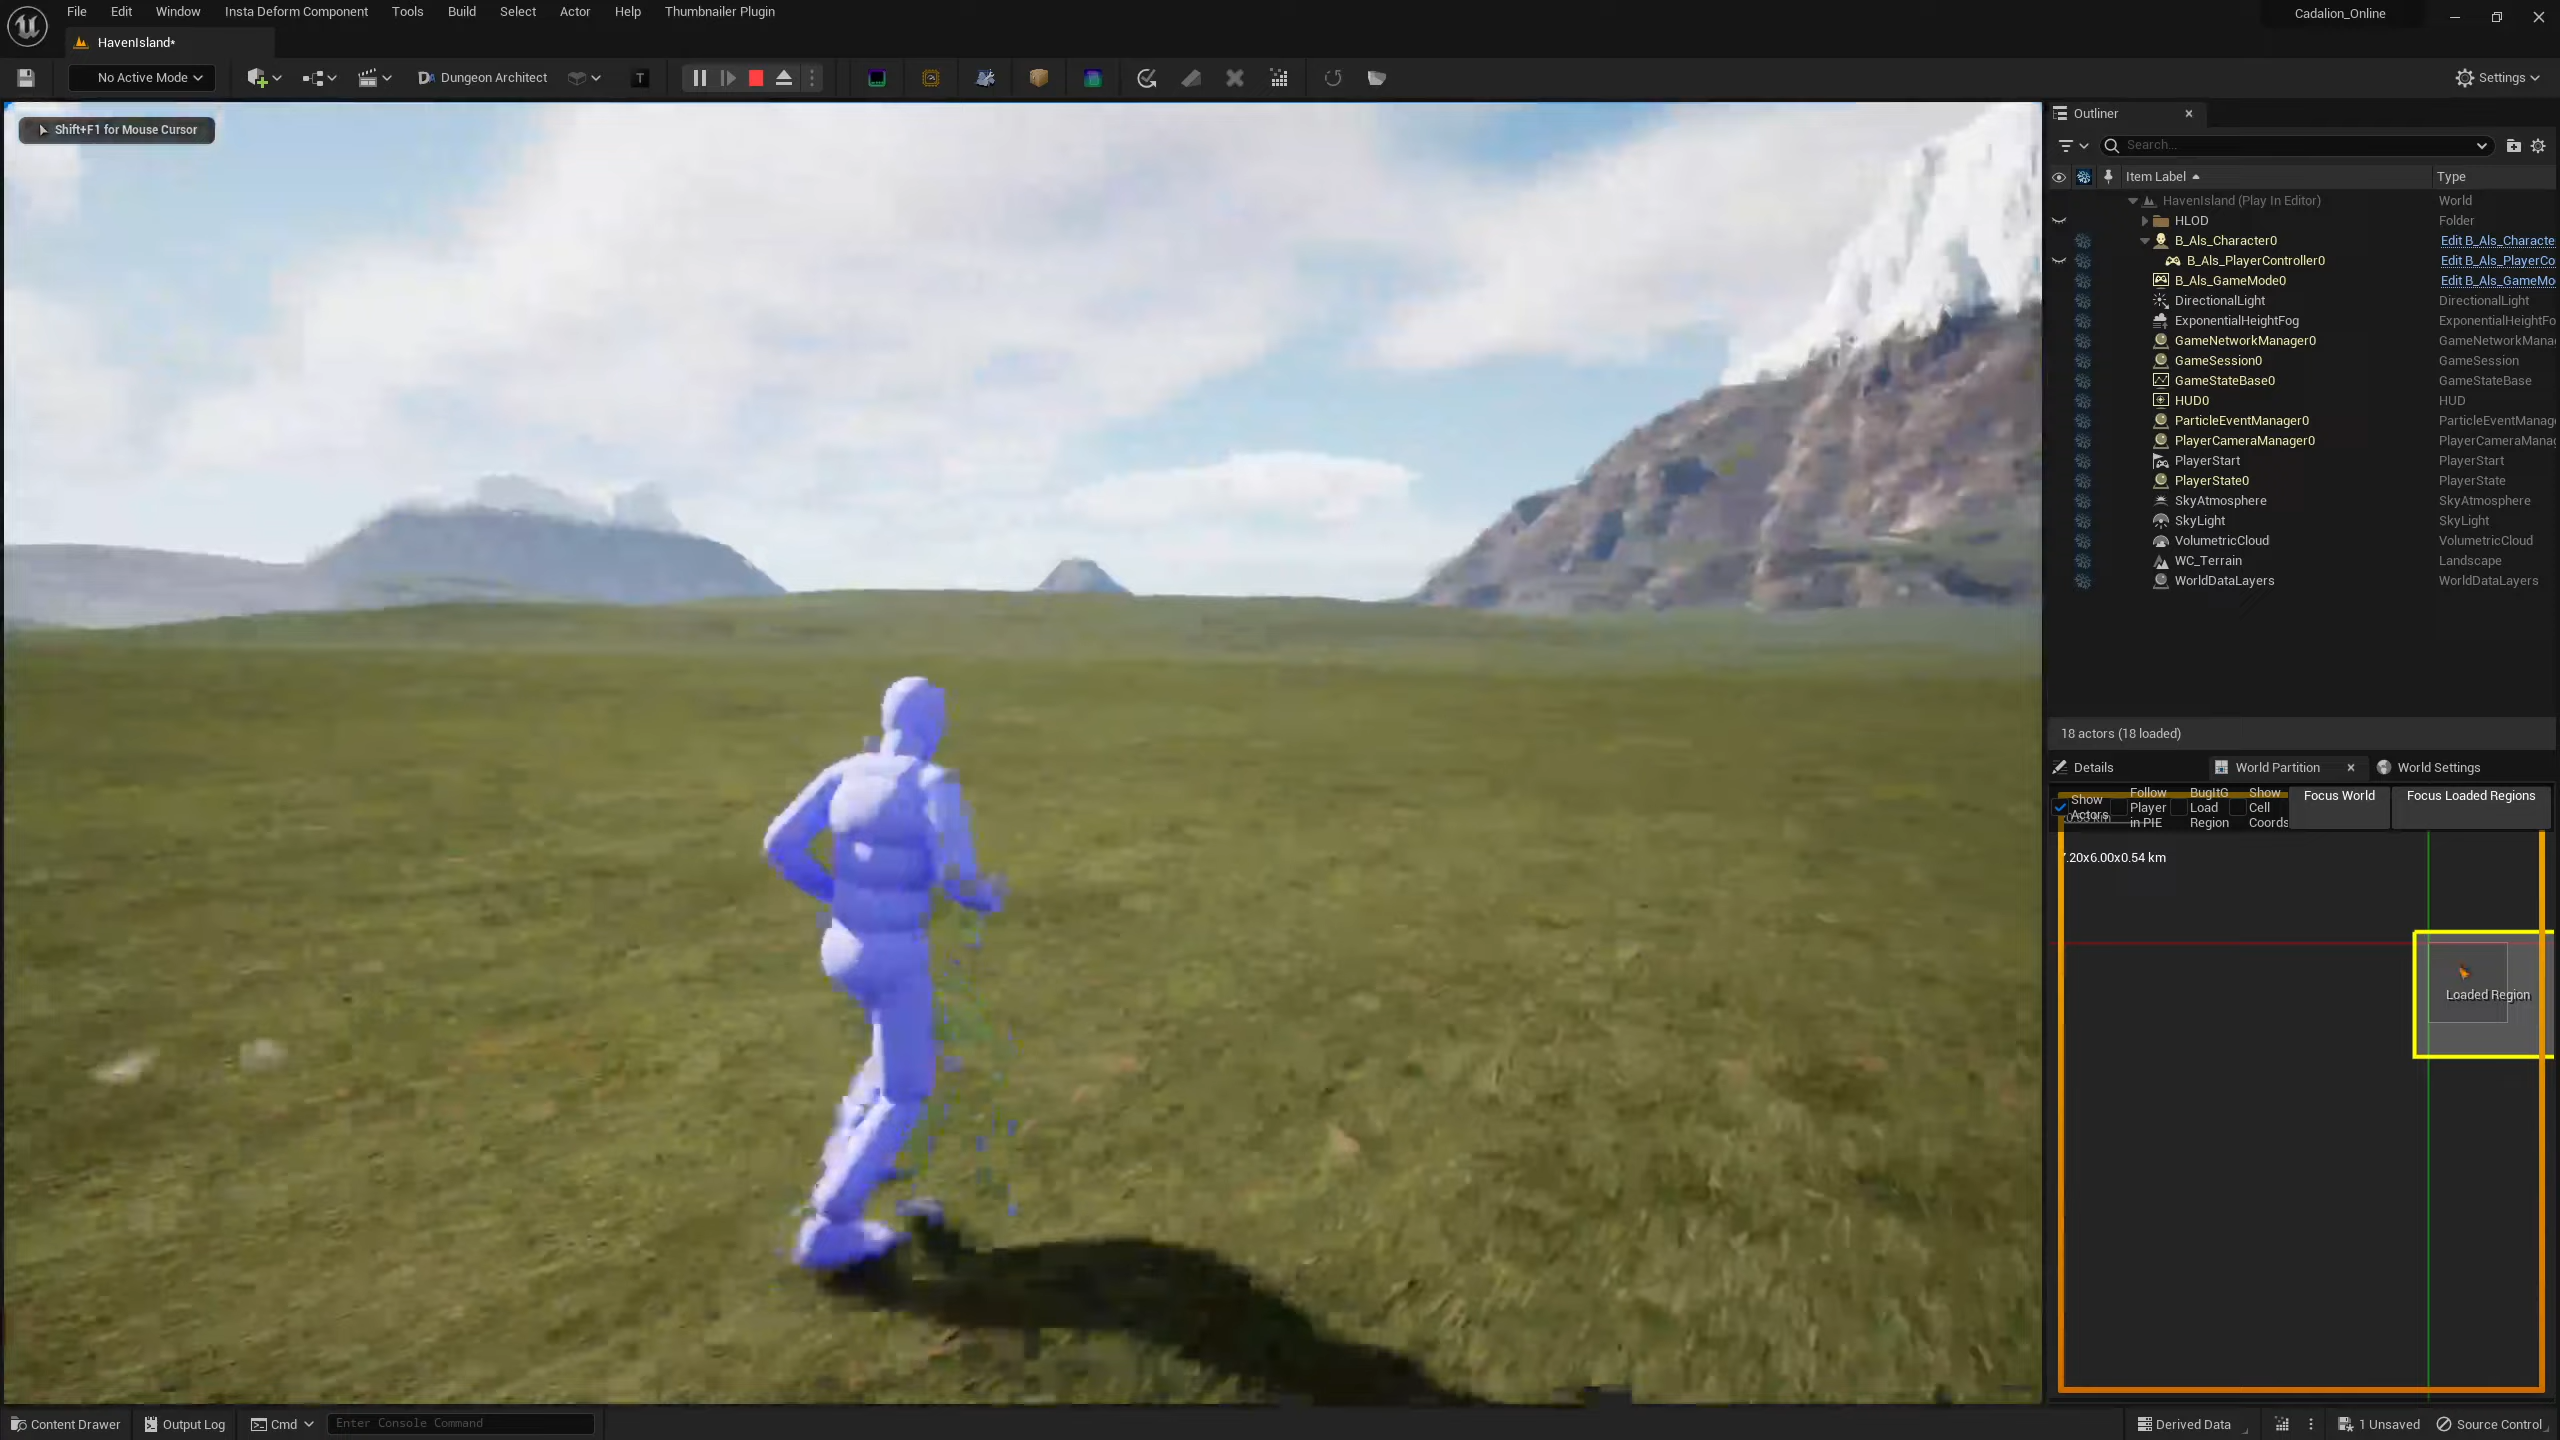 File Edit Window Insta Deform Component Tools Build Select Actor Help Thumbnailer Plugin
Cadalion_Online
HavenIsland*
No Active Mode
Dungeon Architect
Settings
Shift+F1 for Mouse Cursor
Outliner
Search...
Item Label Type
HavenIsland (Play In Editor) World
HLOD Folder
B_Als_Character0 Edit B_Als_Characte
B_Als_PlayerController0 Edit B_Als_PlayerCo
B_Als_GameMode0 Edit B_Als_GameMo
DirectionalLight DirectionalLight
ExponentialHeightFog ExponentialHeightFo
GameNetworkManager0 GameNetworkMana
GameSession0 GameSession
GameStateBase0 GameStateBase
HUD0 HUD
ParticleEventManager0 ParticleEventManage
PlayerCameraManager0 PlayerCameraMana
PlayerStart PlayerStart
PlayerState0 PlayerState
SkyAtmosphere SkyAtmosphere
SkyLight SkyLight
VolumetricCloud VolumetricCloud
WC_Terrain Landscape
WorldDataLayers WorldDataLayers
18 actors (18 loaded)
Details World Partition World Settings
Show Actors
Follow Player in PIE
BugItG Load Region
Show Cell Coords
Focus World Focus Loaded Regions
.20x6.00x0.54 km
Loaded Region
Content Drawer Output Log Cmd Enter Console Command
Derived Data 1 Unsaved Source Control